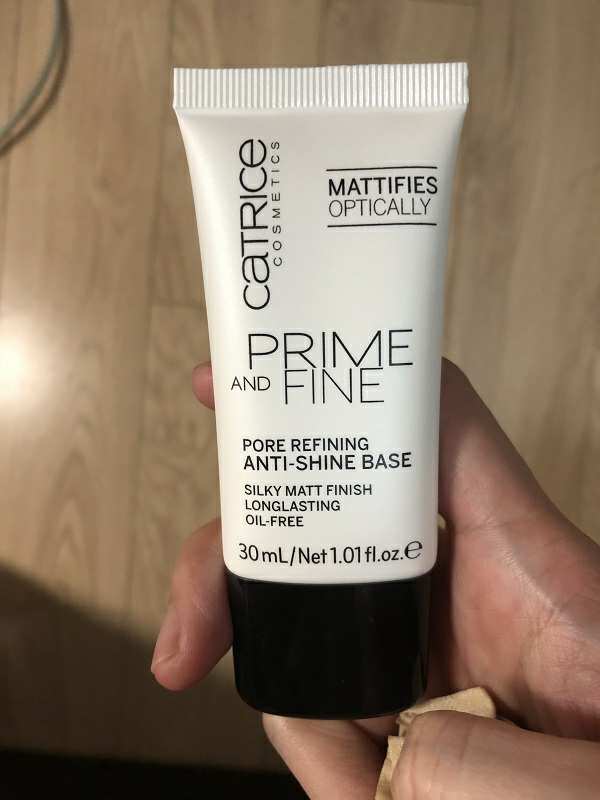 CATRICE
COSMETICS
MATTIFIES
OPTICALLY
PRIME
AND FINE
PORE REFINING
ANTI-SHINE BASE
SILKY MATT FINISH
LONGLASTING
OIL-FREE
30 mL/Net 1.01 fl.oz.℮